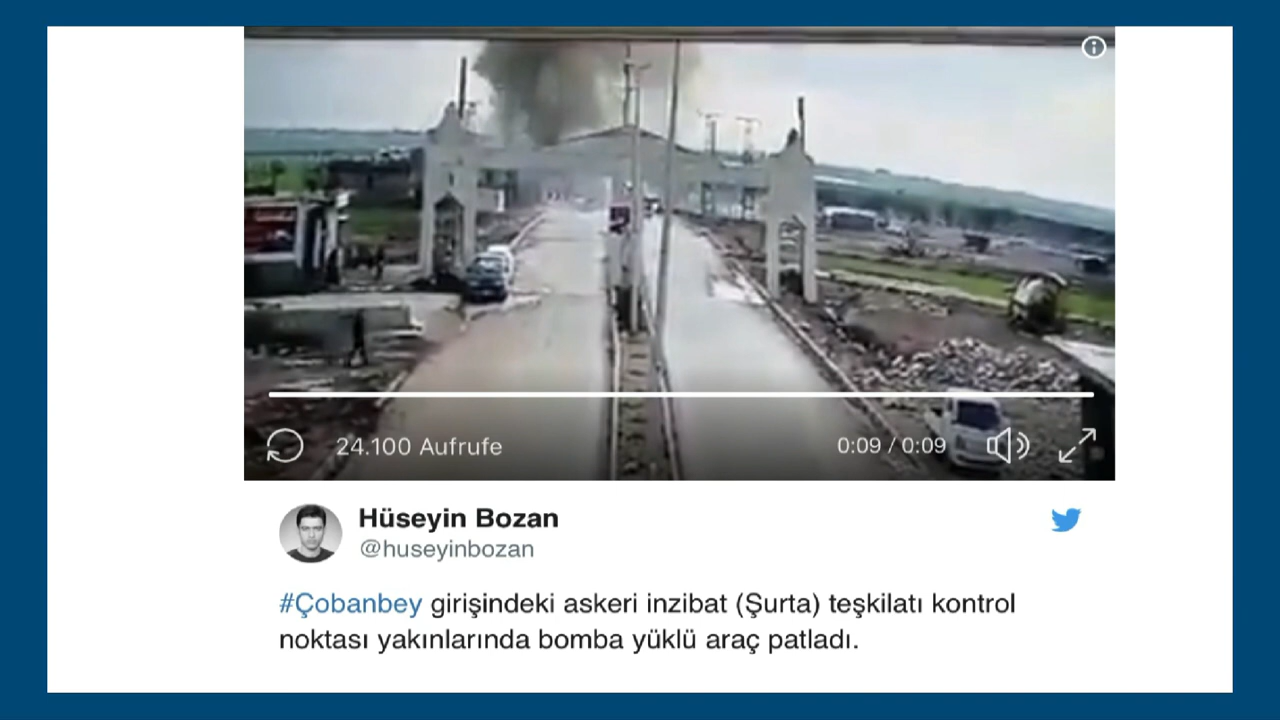 24.100 Aufrufe
0:09 / 0:09
Hüseyin Bozan
@huseyinbozan
#Çobanbey girişindeki askeri inzibat (Şurta) teşkilatı kontrol
noktası yakınlarında bomba yüklü araç patladı.